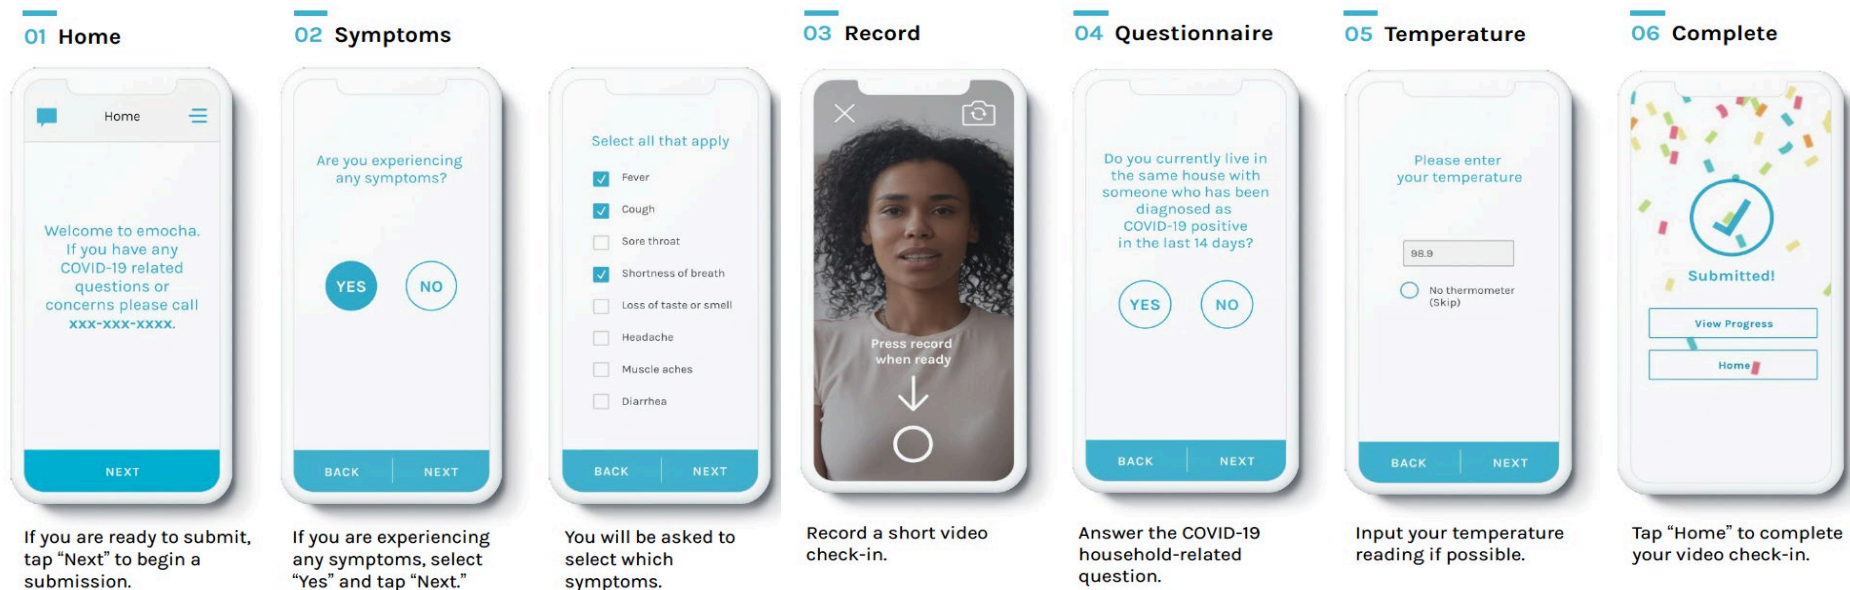 01 Home
Home
Welcome to emocha.
If you have any
COVID-19 related
questions or
concerns please call
xxx-xxx-xxxx.
NEXT
If you are ready to submit,
tap “Next” to begin a
submission.
02 Symptoms
Are you experiencing
any symptoms?
YES NO
BACK NEXT
If you are experiencing
any symptoms, select
“Yes” and tap “Next.”
Select all that apply
Fever
Cough
Sore throat
Shortness of breath
Loss of taste or smell
Headache
Muscle aches
Diarrhea
BACK NEXT
You will be asked to
select which
symptoms.
03 Record
Press record
when ready
Record a short video
check-in.
04 Questionnaire
Do you currently live in
the same house with
someone who has been
diagnosed as
COVID-19 positive
in the last 14 days?
YES NO
BACK NEXT
Answer the COVID-19
household-related
question.
05 Temperature
Please enter
your temperature
98.9
No thermometer
(Skip)
BACK NEXT
Input your temperature
reading if possible.
06 Complete
Submitted!
View Progress
Home
Tap “Home” to complete
your video check-in.